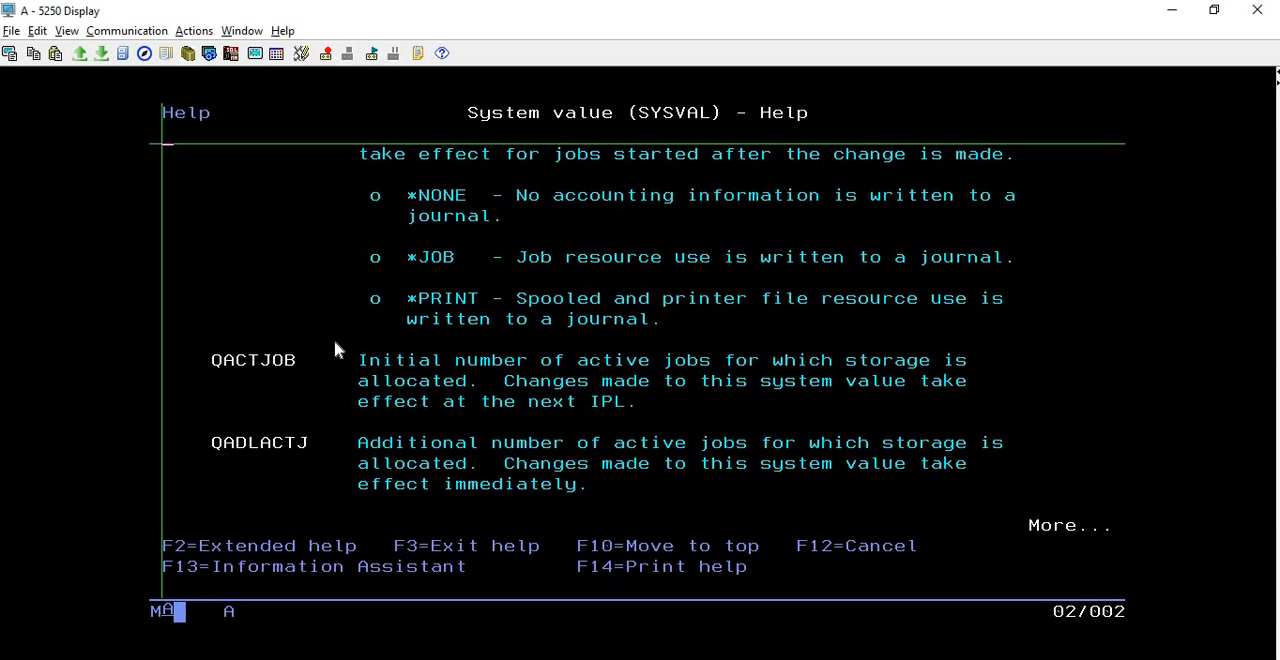 A - 5250 Display
File Edit View Communication Actions Window Help
Help System value (SYSVAL) - Help
take effect for jobs started after the change is made.
o *NONE - No accounting information is written to a
journal.
o *JOB - Job resource use is written to a journal.
o *PRINT - Spooled and printer file resource use is
written to a journal.
QACTJOB Initial number of active jobs for which storage is
allocated. Changes made to this system value take
effect at the next IPL.
QADLACTJ Additional number of active jobs for which storage is
allocated. Changes made to this system value take
effect immediately.
More...
F2=Extended help F3=Exit help F10=Move to top F12=Cancel
F13=Information Assistant F14=Print help
MA A 02/002